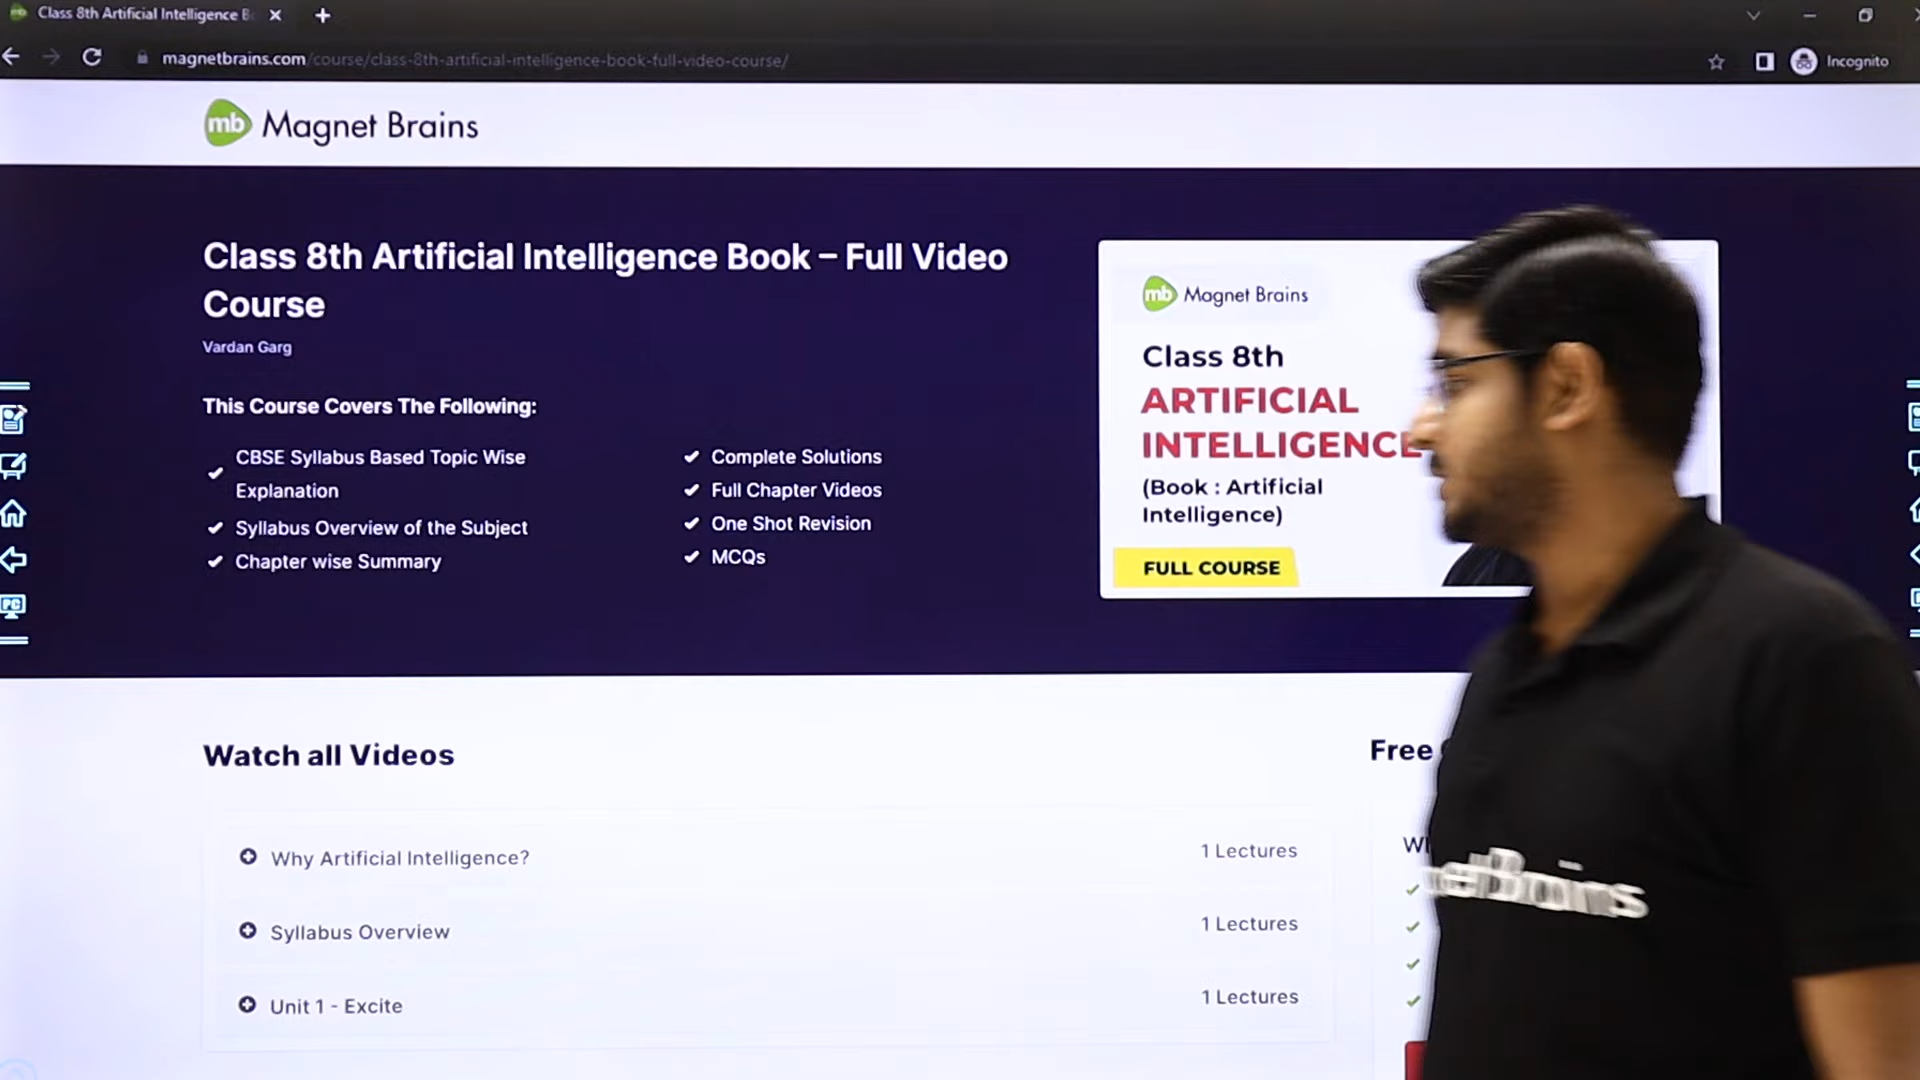 Class 8th Artificial Intelligence B
magnetbrains.com/course/class-8th-artificial-intelligence-book-full-video-course/
Incognito
mb Magnet Brains
Class 8th Artificial Intelligence Book – Full Video
Course
Vardan Garg
This Course Covers The Following:
CBSE Syllabus Based Topic Wise
Explanation
Syllabus Overview of the Subject
Chapter wise Summary
Complete Solutions
Full Chapter Videos
One Shot Revision
MCQs
mb Magnet Brains
Class 8th
ARTIFICIAL
INTELLIGENCE
(Book : Artificial
Intelligence)
FULL COURSE
PC
Watch all Videos
Why Artificial Intelligence? 1 Lectures
Syllabus Overview 1 Lectures
Unit 1 - Excite 1 Lectures
Free